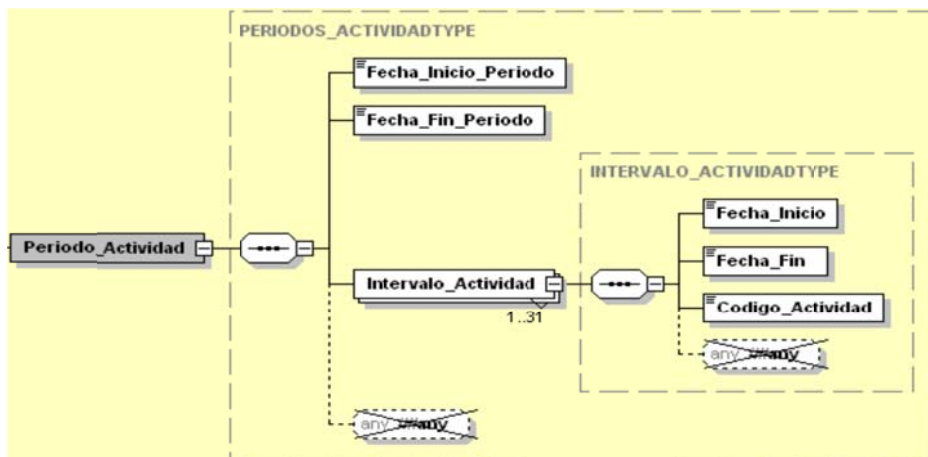 PERIODOS_ACTIVIDADTYPE
Fecha_Inicio_Periodo
Fecha_Fin_Periodo
INTERVALO_ACTIVIDADTYPE
Fecha_Inicio
Periodo_Actividad
Fecha_Fin
Intervalo_Actividad
Codigo_Actividad
1..31
any ##any
any ##any